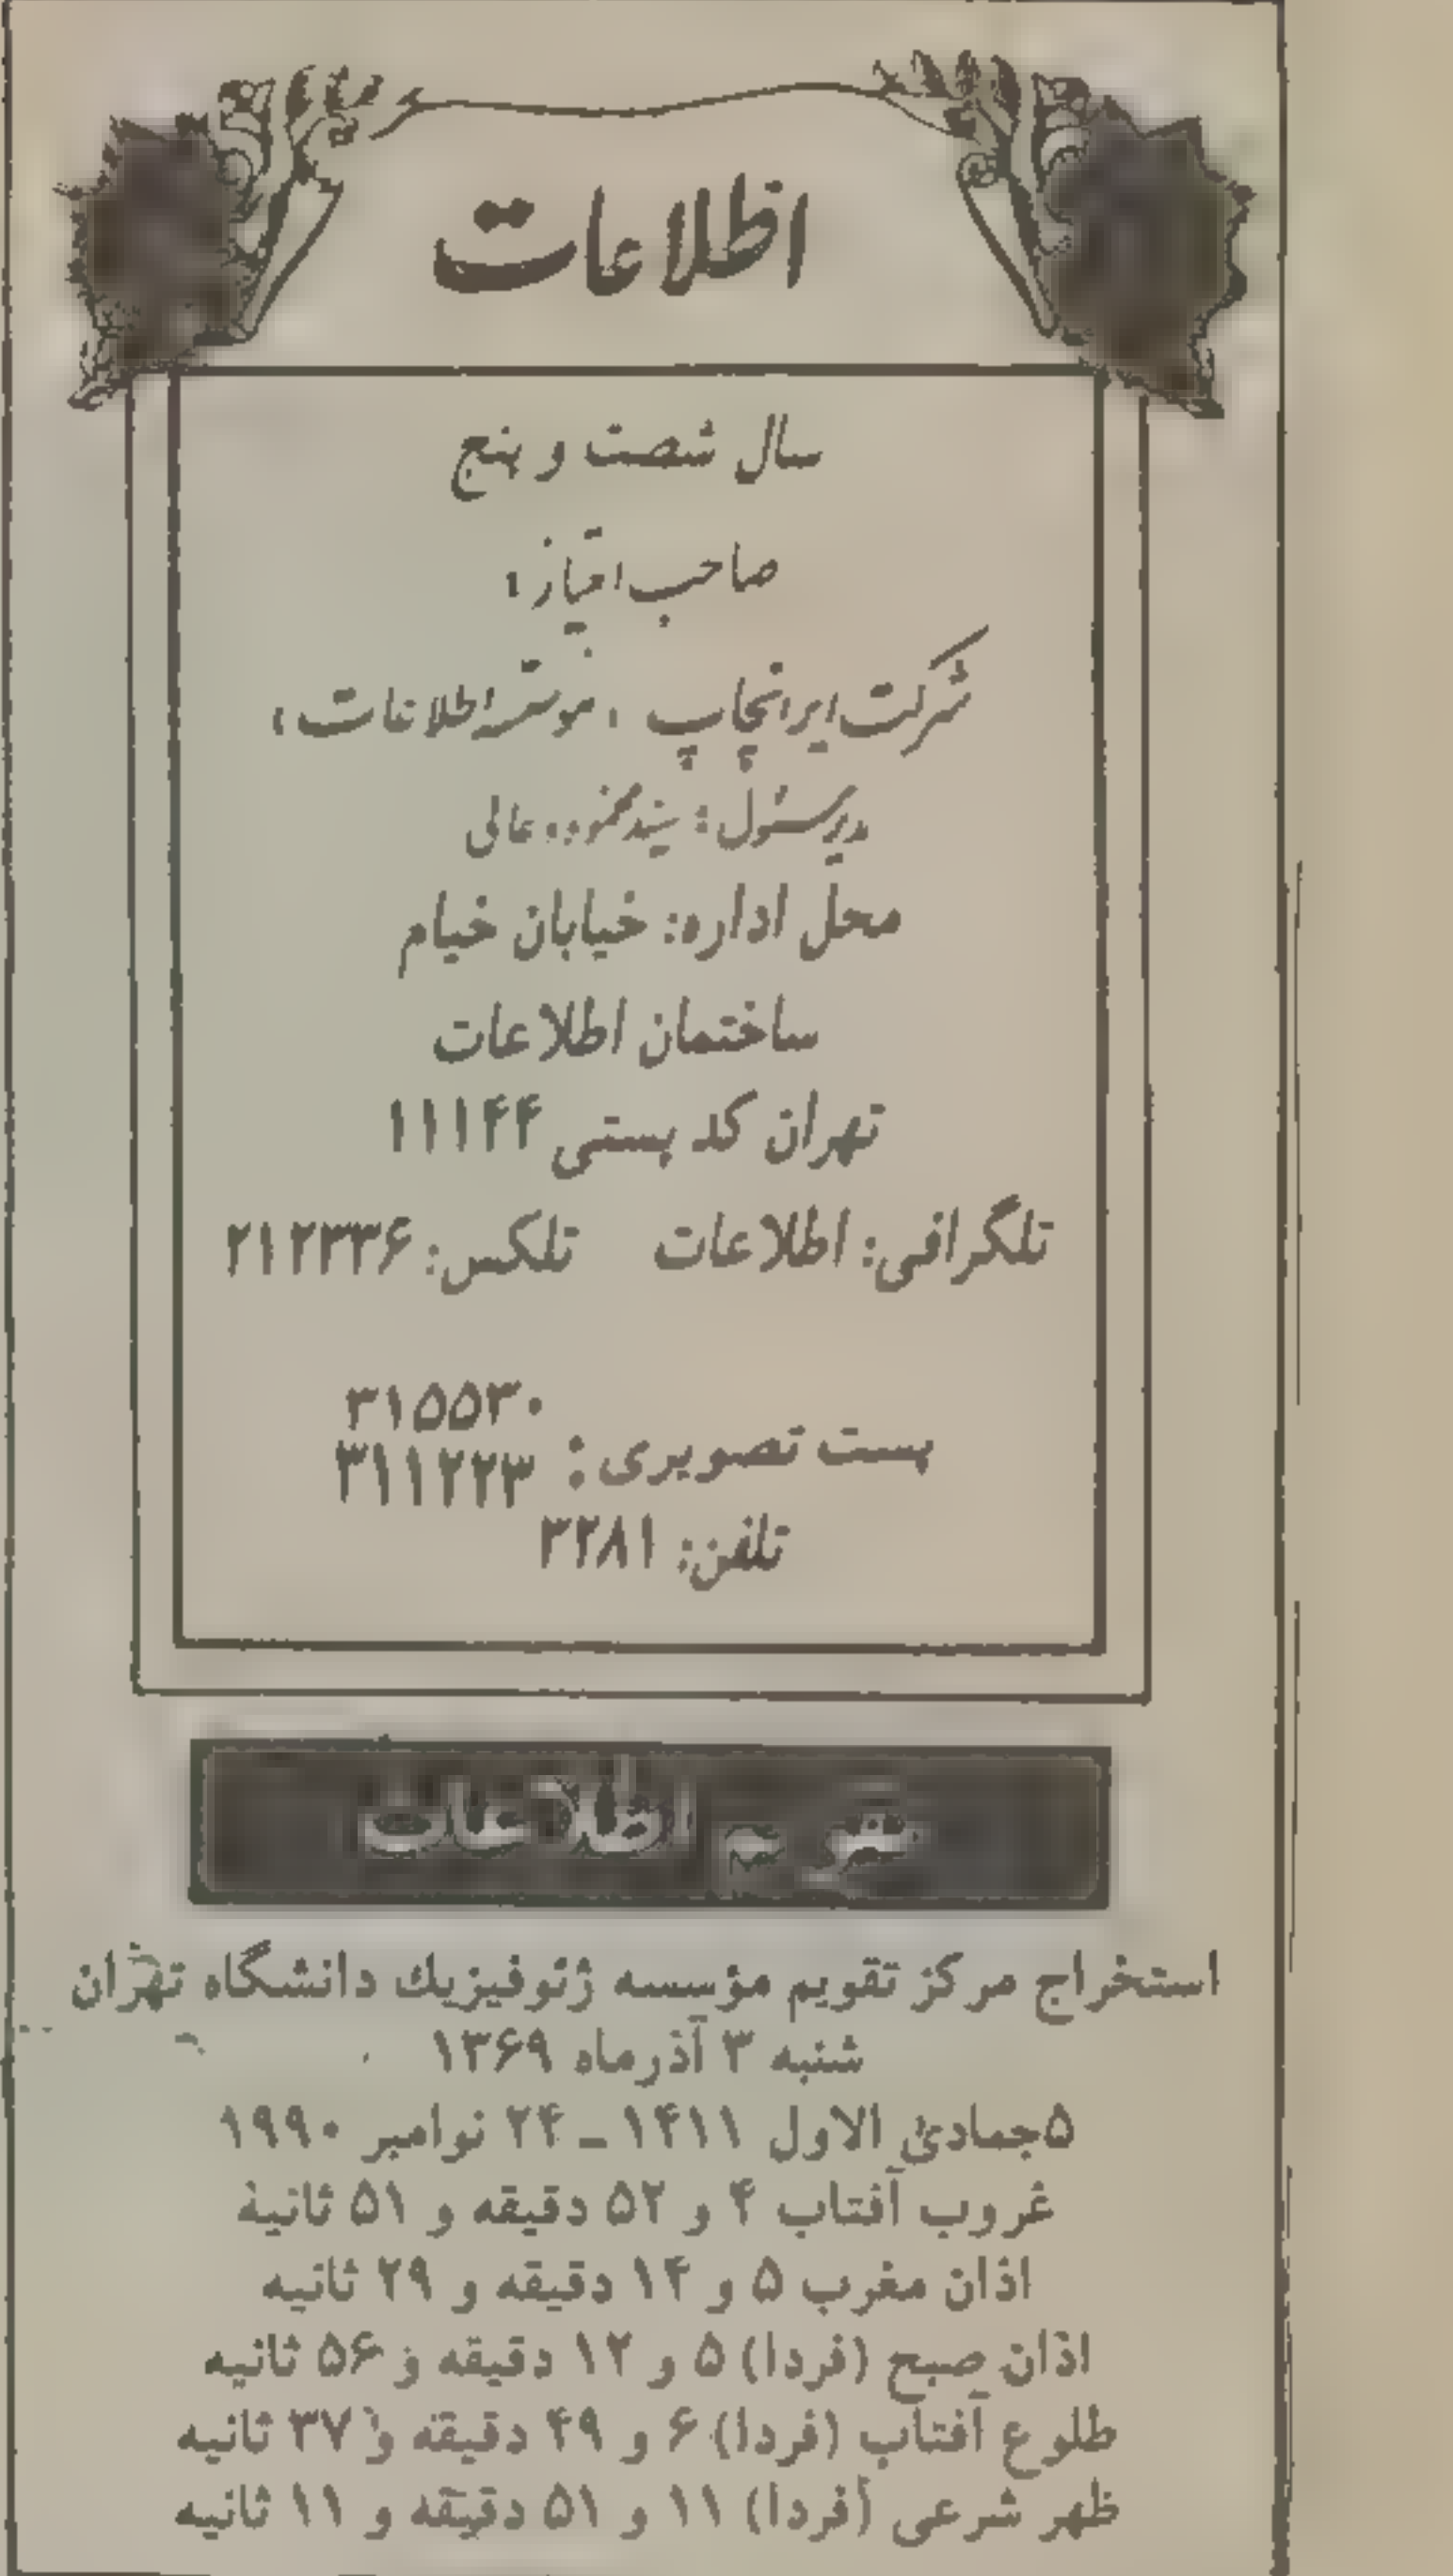 اطلاعات
سال شصت و پنج
صاحب امتیاز:
شرکت ایرانچاپ «موسسه اطلاعات»
مدیر مسئول: سید محمود دعائی
محل اداره: خیابان خیام
ساختمان اطلاعات
تهران کد پستی ۱۱۱۴۴
تلگرافی: اطلاعات تلکس: ۲۱۲۳۳۶
پست تصویری: ۳۱۵۵۳۰
۳۱۱۲۲۳
تلفن: ۳۲۸۱
تقویم اطلاعات
استخراج مرکز تقویم مؤسسه ژئوفیزیك دانشگاه تهران
شنبه ۳ آذرماه ۱۳۶۹
۵جمادی الاول ۱۴۱۱ ـ ۲۴ نوامبر ۱۹۹۰
غروب آفتاب ۴ و ۵۲ دقیقه و ۵۱ ثانیه
اذان مغرب ۵ و ۱۴ دقیقه و ۲۹ ثانیه
اذان صبح (فردا) ۵ و ۱۲ دقیقه و ۵۶ ثانیه
طلوع آفتاب (فردا) ۶ و ۴۹ دقیقه و ۳۷ ثانیه
ظهر شرعی (فردا) ۱۱ و ۵۱ دقیقه و ۱۱ ثانیه